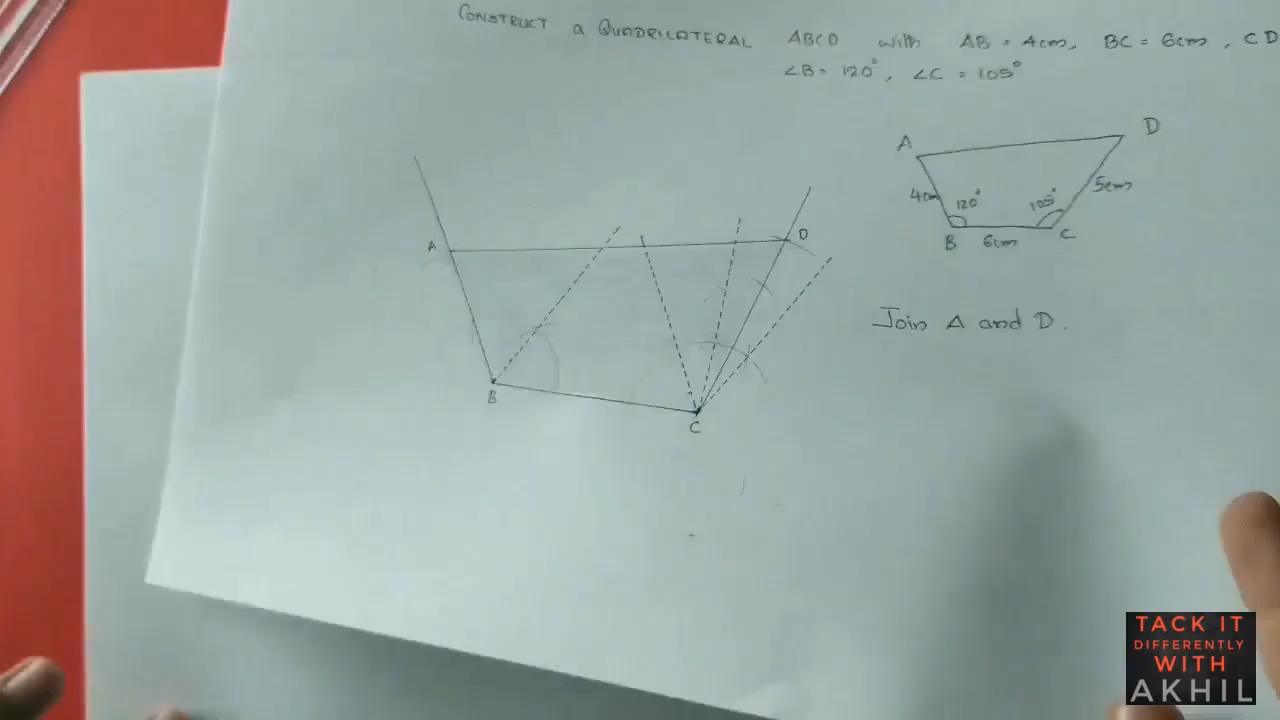 CONSTRUCT a QUADRILATERAL ABCD with AB = 4cm, BC = 6cm, CD
∠B = 120°, ∠C = 105°
A D
4cm 120° 105° 5cm
B 6cm C
A D
Join A and D.
B
C
TACK IT
DIFFERENTLY
WITH
AKHIL